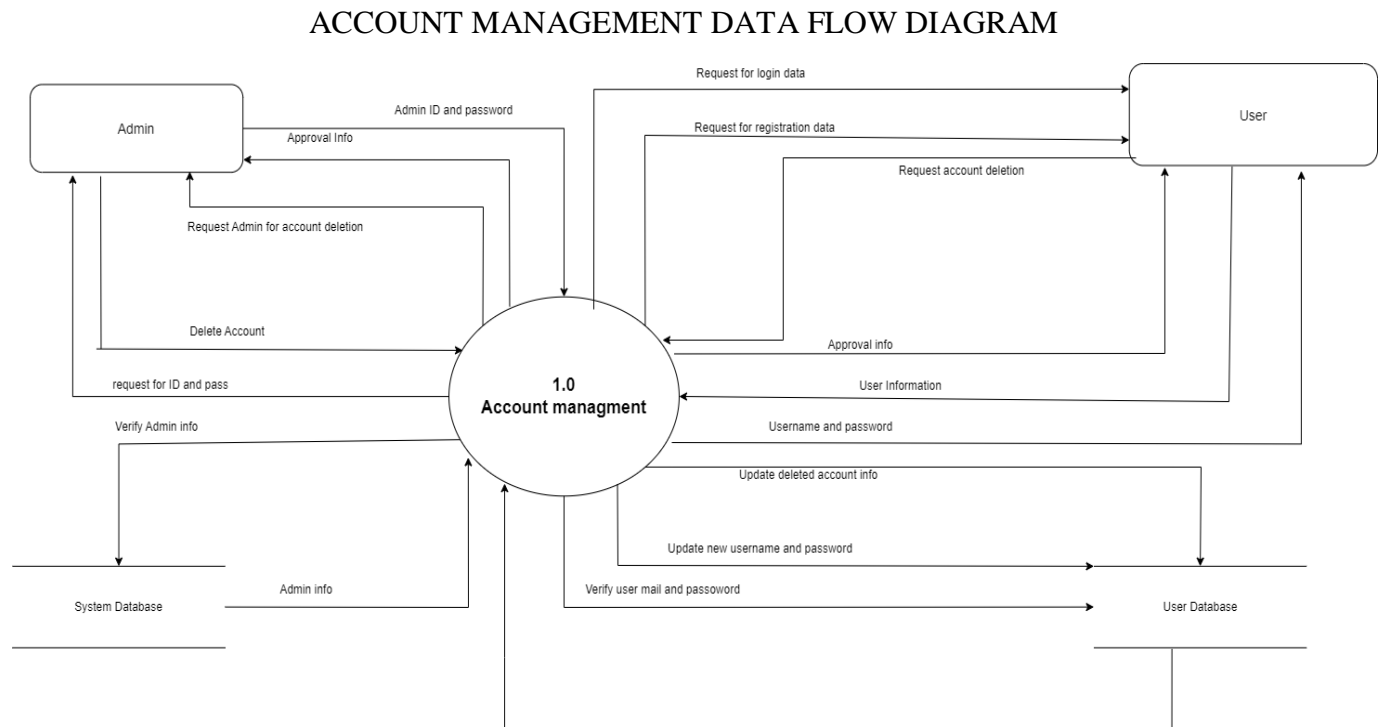 ACCOUNT MANAGEMENT DATA FLOW DIAGRAM
Request for login data
Admin ID and password
User
Admin
Request for registration data
Approval Info
Request account deletion
Request Admin for account deletion
Delete Account
Approval info
request for ID and pass
1.0
Account managment
User Information
Verify Admin info
Username and password
Update deleted account info
Update new username and password
Admin info
Verify user mail and passoword
System Database
User Database